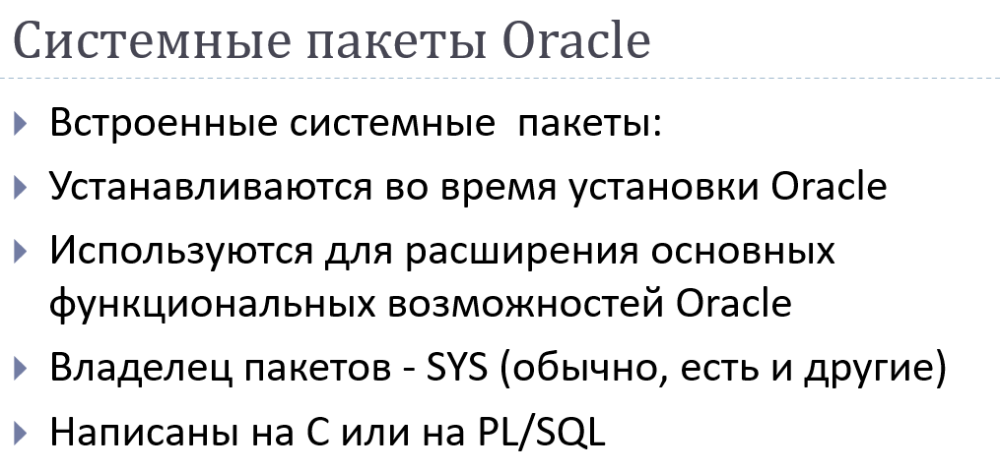 Системные пакеты Oracle
Встроенные системные пакеты:
Устанавливаются во время установки Oracle
Используются для расширения основных
функциональных возможностей Oracle
Владелец пакетов - SYS (обычно, есть и другие)
Написаны на C или на PL/SQL